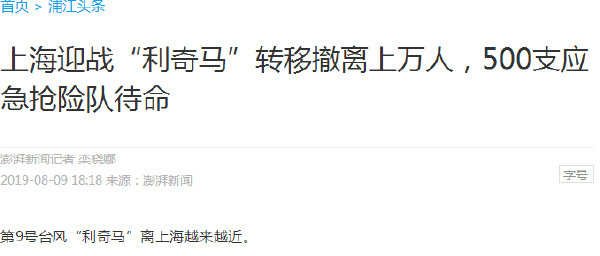 首页 > 浦江头条
上海迎战“利奇马”转移撤离上万人，500支应
急抢险队待命
澎湃新闻记者 栾晓娜
2019-08-09 18:18 来源：澎湃新闻
字号
第9号台风“利奇马”离上海越来越近。